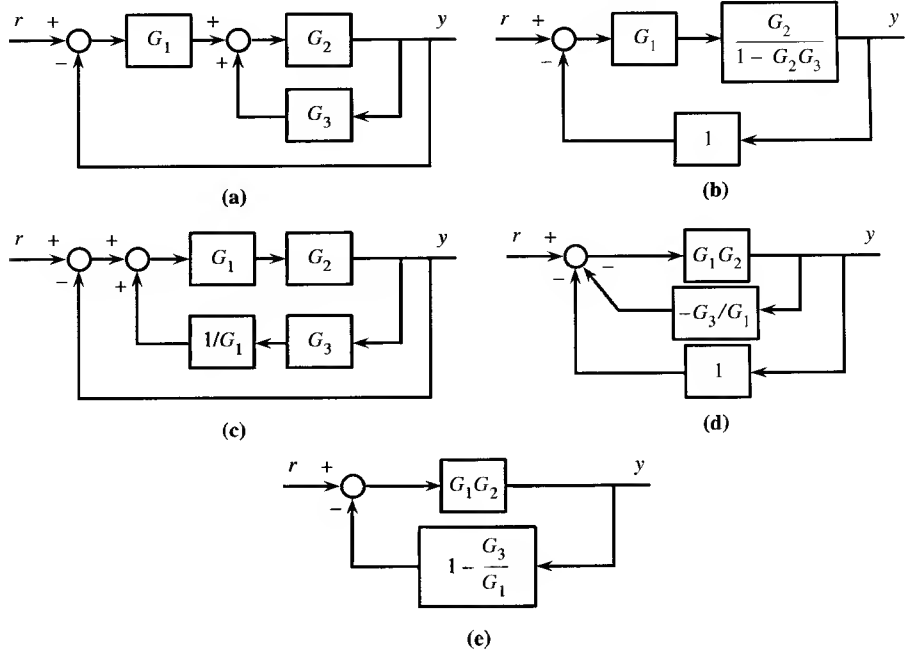 r + G₁ + G₂ y
− +
G₃
(a)
r + G₁ G₂ / 1 − G₂G₃ y
−
1
(b)
r + + G₁ G₂ y
− +
1/G₁ G₃
(c)
r + − G₁G₂ y
−
−G₃/G₁
1
(d)
r + G₁G₂ y
−
1 − G₃/G₁
(e)